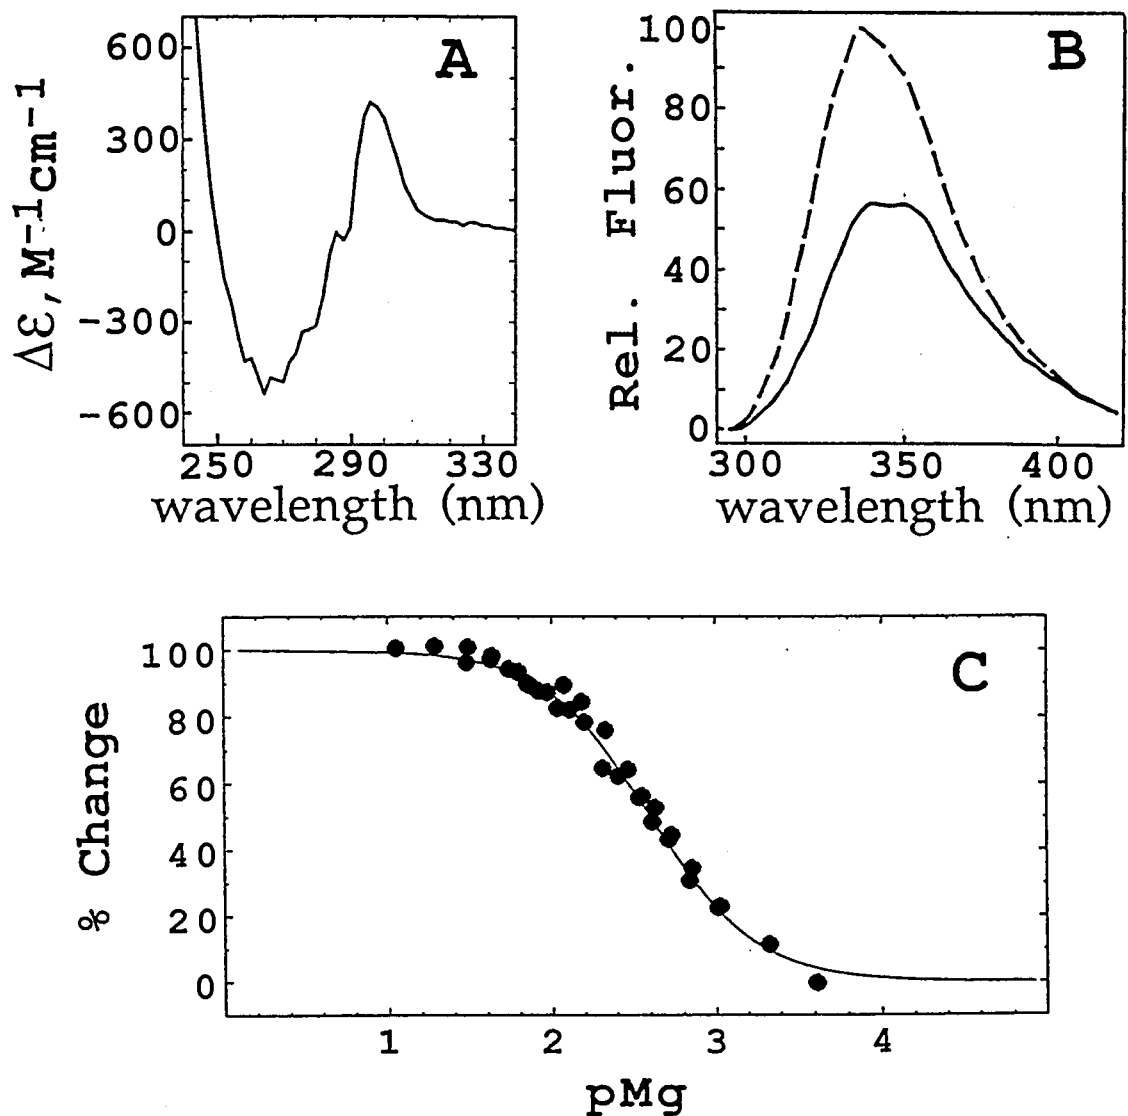 A
Δε, M-1cm-1
600
300
0
-300
-600
250 290 330
wavelength (nm)
B
Rel. Fluor.
100
80
60
40
20
0
300 350 400
wavelength (nm)
C
% Change
100
80
60
40
20
0
1 2 3 4
pMg